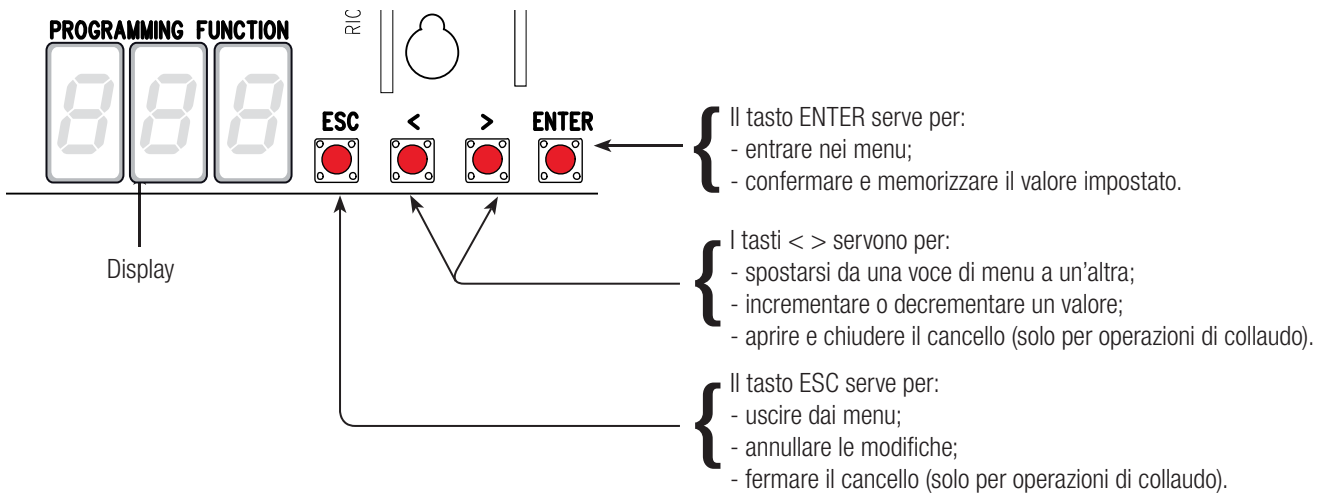 PROGRAMMING FUNCTION
RIC
ESC < > ENTER
Display
Il tasto ENTER serve per:
- entrare nei menu;
- confermare e memorizzare il valore impostato.
I tasti < > servono per:
- spostarsi da una voce di menu a un'altra;
- incrementare o decrementare un valore;
- aprire e chiudere il cancello (solo per operazioni di collaudo).
Il tasto ESC serve per:
- uscire dai menu;
- annullare le modifiche;
- fermare il cancello (solo per operazioni di collaudo).